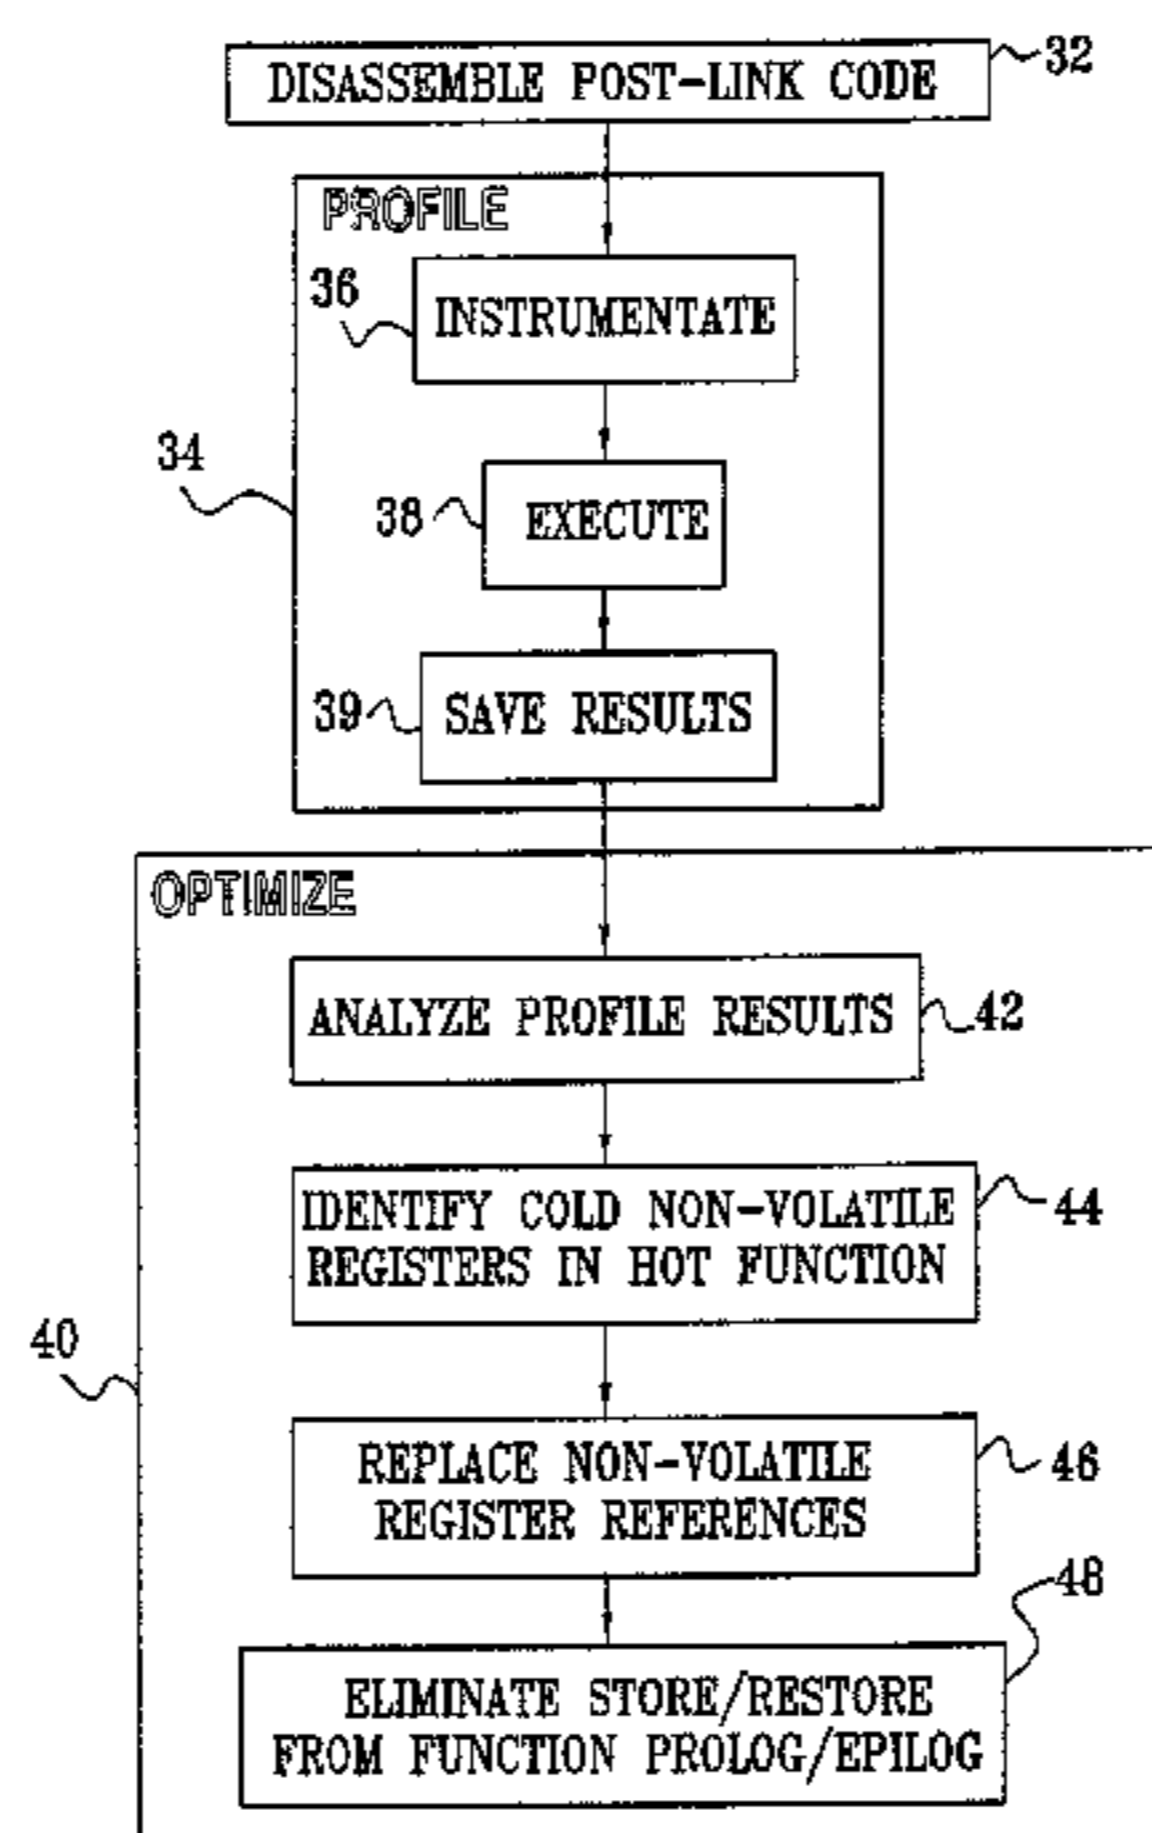 DISASSEMBLE POST-LINK CODE
32
PROFILE
36
INSTRUMENTATE
34
38
EXECUTE
39
SAVE RESULTS
OPTIMIZE
ANALYZE PROFILE RESULTS
42
IDENTIFY COLD NON-VOLATILE
REGISTERS IN HOT FUNCTION
44
40
REPLACE NON-VOLATILE
REGISTER REFERENCES
46
48
ELIMINATE STORE/RESTORE
FROM FUNCTION PROLOG/EPILOG